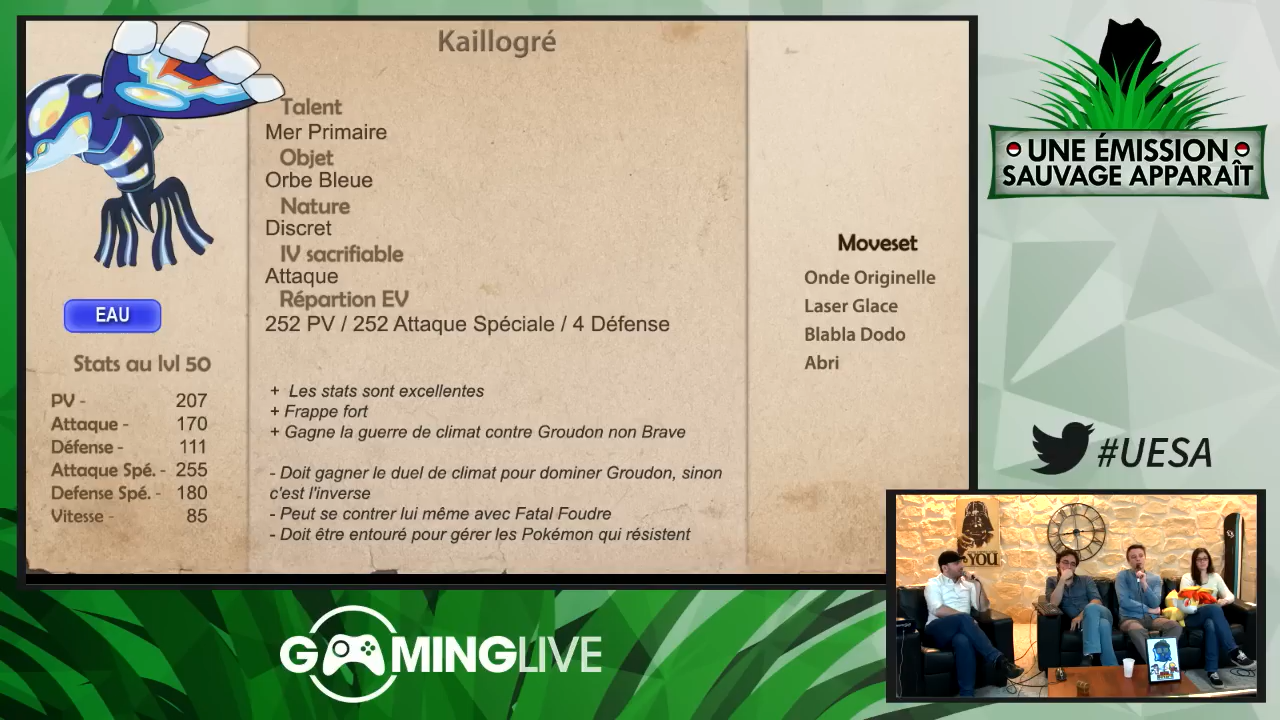 Kaillogré
Talent
Mer Primaire
Objet
Orbe Bleue
Nature
Discret
IV sacrifiable
Attaque
Répartion EV
252 PV / 252 Attaque Spéciale / 4 Défense
+ Les stats sont excellentes
+ Frappe fort
+ Gagne la guerre de climat contre Groudon non Brave
- Doit gagner le duel de climat pour dominer Groudon, sinon
c'est l'inverse
- Peut se contrer lui même avec Fatal Foudre
- Doit être entouré pour gérer les Pokémon qui résistent
EAU
Stats au lvl 50
PV - 207
Attaque - 170
Défense - 111
Attaque Spé. - 255
Defense Spé. - 180
Vitesse - 85
Moveset
Onde Originelle
Laser Glace
Blabla Dodo
Abri
UNE ÉMISSION
SAUVAGE APPARAÎT
#UESA
YOU
GAMINGLIVE